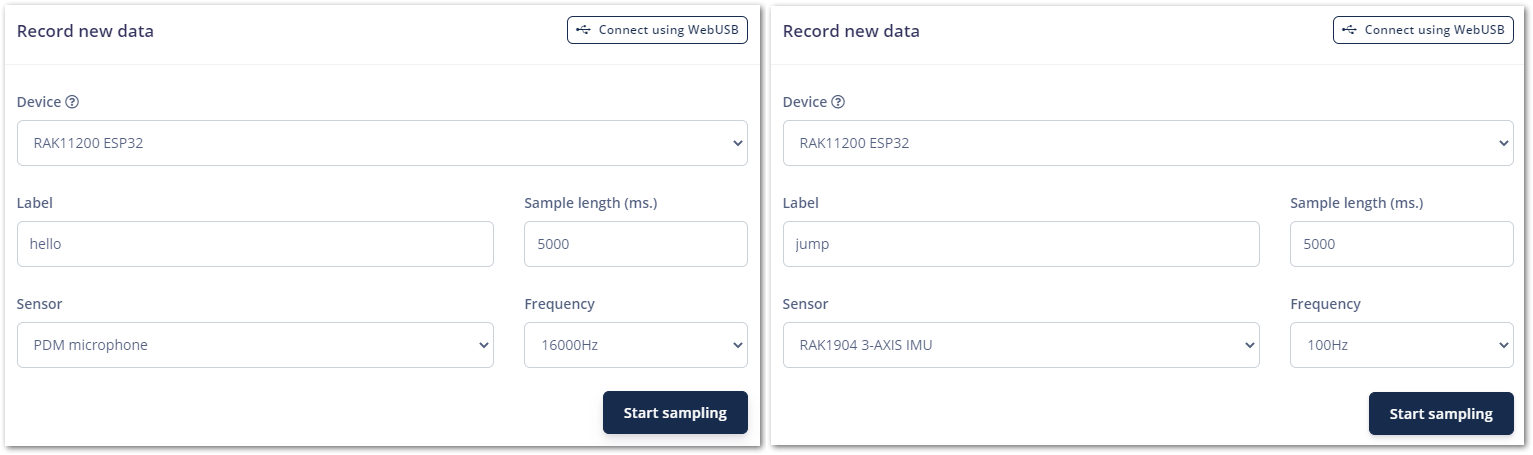 Record new data
Connect using WebUSB
Device ?
RAK11200 ESP32
Label
Sample length (ms.)
hello
5000
Sensor
Frequency
PDM microphone
16000Hz
Start sampling
Record new data
Connect using WebUSB
Device ?
RAK11200 ESP32
Label
Sample length (ms.)
jump
5000
Sensor
Frequency
RAK1904 3-AXIS IMU
100Hz
Start sampling